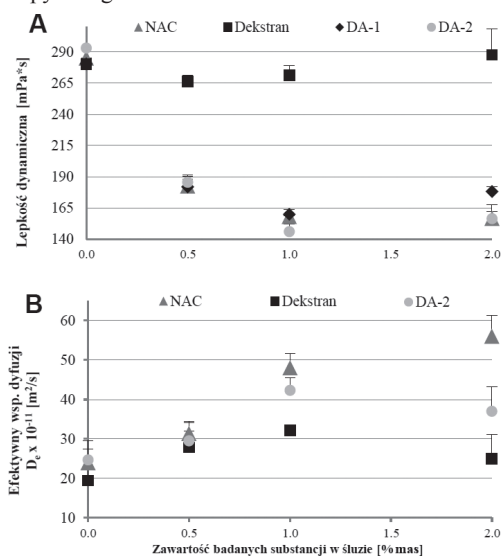 A
NAC Dekstran DA-1 DA-2
Lepkość dynamiczna [mPa*s]
290
265
240
215
190
165
140
0.0 0.5 1.0 1.5 2.0
B
NAC Dekstran DA-2
Efektywny wsp. dyfuzji
Dₑ x 10⁻¹¹ [m²/s]
60
50
40
30
20
10
0.0 0.5 1.0 1.5 2.0
Zawartość badanych substancji w śluzie [%mas]